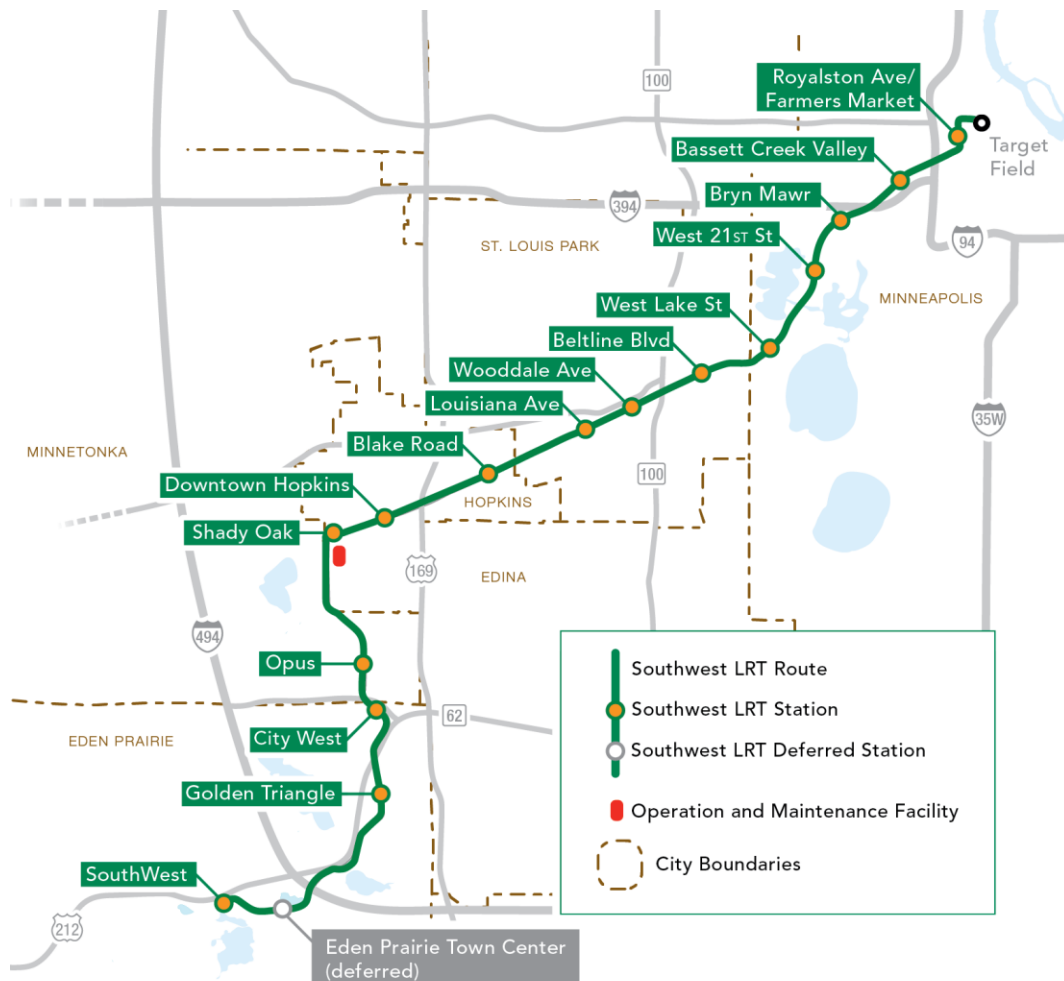 Royalston Ave/
Farmers Market
100
Target
Field
Bassett Creek Valley
Bryn Mawr
394
West 21ST St
ST. LOUIS PARK
94
MINNEAPOLIS
West Lake St
Beltline Blvd
Wooddale Ave
Louisiana Ave
35W
Blake Road
MINNETONKA
100
Downtown Hopkins
HOPKINS
Shady Oak
169
EDINA
494
Opus
62
EDEN PRAIRIE
City West
Golden Triangle
SouthWest
212
Eden Prairie Town Center
(deferred)
Southwest LRT Route
Southwest LRT Station
Southwest LRT Deferred Station
Operation and Maintenance Facility
City Boundaries